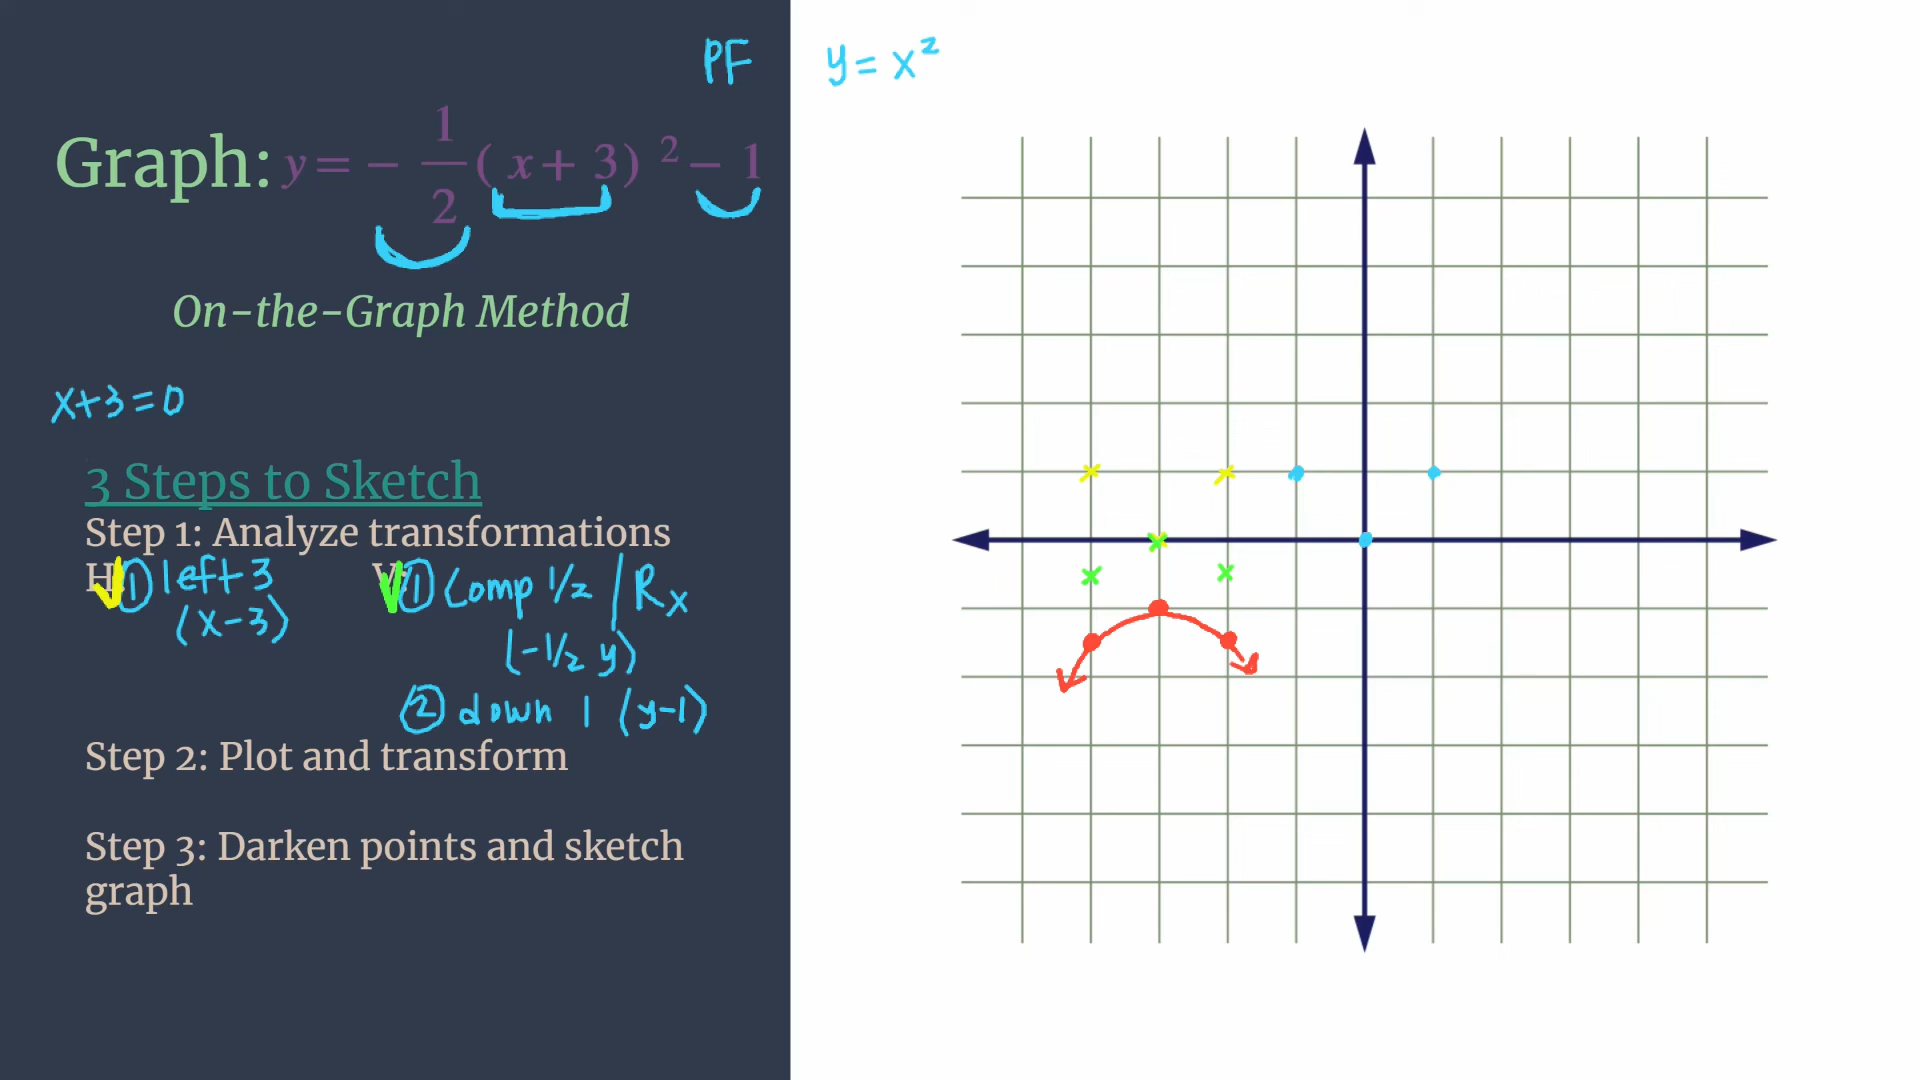 PF
y = x²
Graph: y = - 1/2 ( x + 3 ) ² - 1
On-the-Graph Method
x+3=0
3 Steps to Sketch
Step 1: Analyze transformations
H ① left 3 V ① Comp 1/2 / Rx
(x-3) (-1/2 y)
② down 1 (y-1)
Step 2: Plot and transform
Step 3: Darken points and sketch
graph